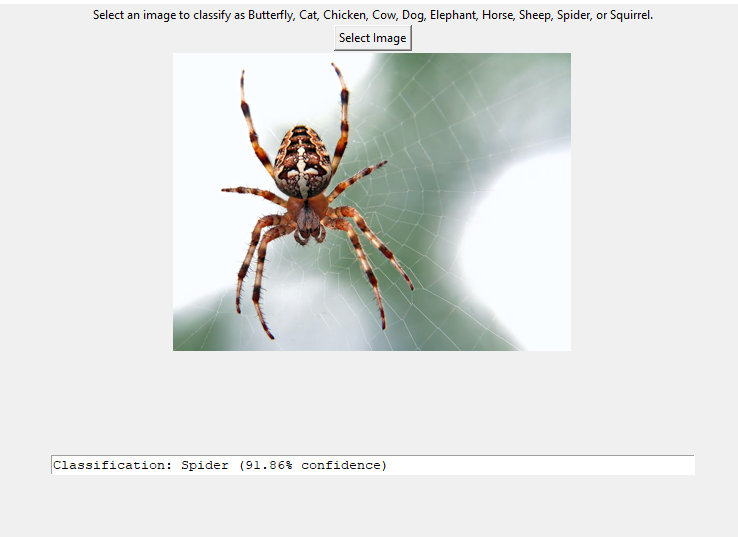 Select an image to classify as Butterfly, Cat, Chicken, Cow, Dog, Elephant, Horse, Sheep, Spider, or Squirrel.
Select Image
Classification: Spider (91.86% confidence)